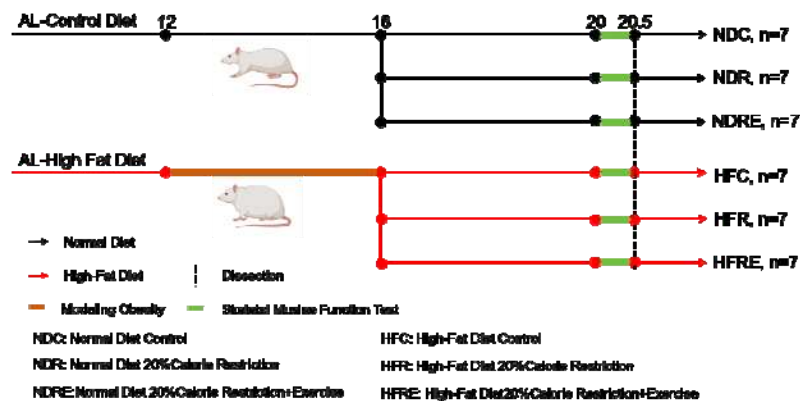 AL-Control Diet 12 16 20 20.5
NDC, n=7
NDR, n=7
NDRE, n=7
AL-High Fat Diet
HFC, n=7
HFR, n=7
HFRE, n=7
Normal Diet
High-Fat Diet Dissection
Modeling Obesity Skeletal Muscle Function Test
NDC: Normal Diet Control HFC: High-Fat Diet Control
NDR: Normal Diet 20%Calorie Restriction HFR: High-Fat Diet 20%Calorie Restriction
NDRE:Normal Diet 20%Calorie Restriction+Exercise HFRE: High-Fat Diet20%Calorie Restriction+Exercise